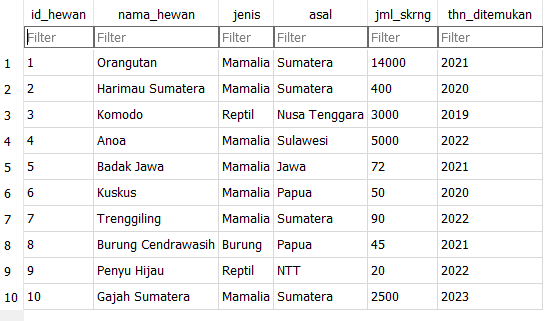 id_hewan nama_hewan jenis asal jml_skrng thn_ditemukan
Filter Filter Filter Filter Filter Filter
1 1 Orangutan Mamalia Sumatera 14000 2021
2 2 Harimau Sumatera Mamalia Sumatera 400 2020
3 3 Komodo Reptil Nusa Tenggara 3000 2019
4 4 Anoa Mamalia Sulawesi 5000 2022
5 5 Badak Jawa Mamalia Jawa 72 2021
6 6 Kuskus Mamalia Papua 50 2020
7 7 Trenggiling Mamalia Sumatera 90 2022
8 8 Burung Cendrawasih Burung Papua 45 2021
9 9 Penyu Hijau Reptil NTT 20 2022
10 10 Gajah Sumatera Mamalia Sumatera 2500 2023